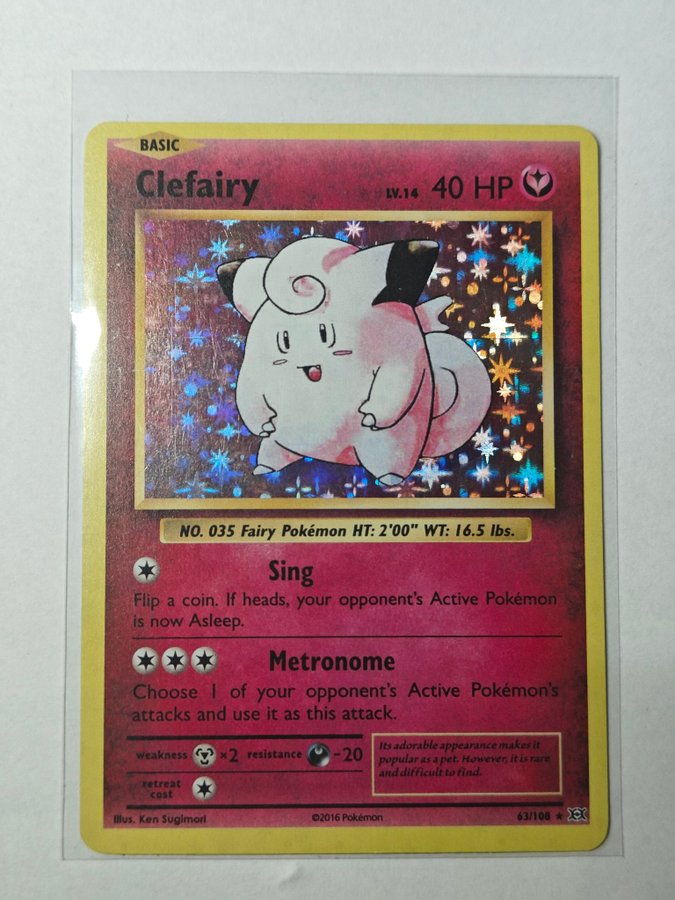 BASIC
Clefairy LV.14 40 HP
NO. 035 Fairy Pokémon HT: 2'00" WT: 16.5 lbs.
Sing
Flip a coin. If heads, your opponent's Active Pokémon
is now Asleep.
Metronome
Choose 1 of your opponent's Active Pokémon's
attacks and use it as this attack.
weakness ×2 resistance -20
retreat
cost
Its adorable appearance makes it
popular as a pet. However, it is rare
and difficult to find.
Illus. Ken Sugimori ©2016 Pokémon 63/108 ★